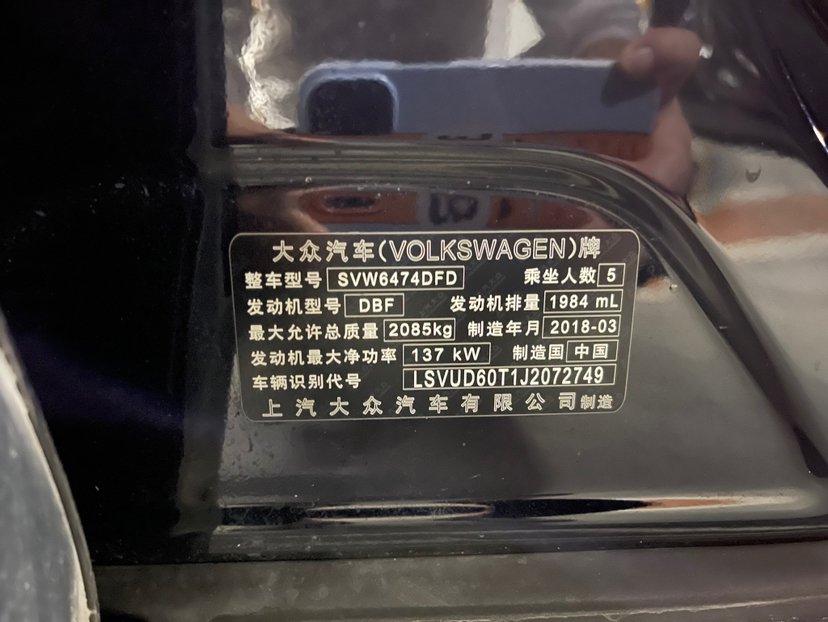 大众汽车(VOLKSWAGEN)牌
整车型号 SVW6474DFD 乘坐人数 5
发动机型号 DBF 发动机排量 1984 mL
最大允许总质量 2085kg 制造年月 2018-03
发动机最大净功率 137 kW 制造国 中国
车辆识别代号 LSVUD60T1J2072749
上汽大众汽车有限公司制造